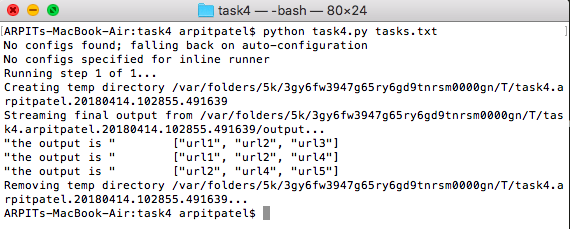 task4 — -bash — 80×24
[ARPITs-MacBook-Air:task4 arpitpatel$ python task4.py tasks.txt ]
No configs found; falling back on auto-configuration
No configs specified for inline runner
Running step 1 of 1...
Creating temp directory /var/folders/5k/3gy6fw3947g65ry6gd9tnrsm0000gn/T/task4.a
rpitpatel.20180414.102855.491639
Streaming final output from /var/folders/5k/3gy6fw3947g65ry6gd9tnrsm0000gn/T/tas
k4.arpitpatel.20180414.102855.491639/output...
"the output is " ["url1", "url2", "url3"]
"the output is " ["url1", "url2", "url4"]
"the output is " ["url2", "url4", "url5"]
Removing temp directory /var/folders/5k/3gy6fw3947g65ry6gd9tnrsm0000gn/T/task4.a
rpitpatel.20180414.102855.491639...
ARPITs-MacBook-Air:task4 arpitpatel$